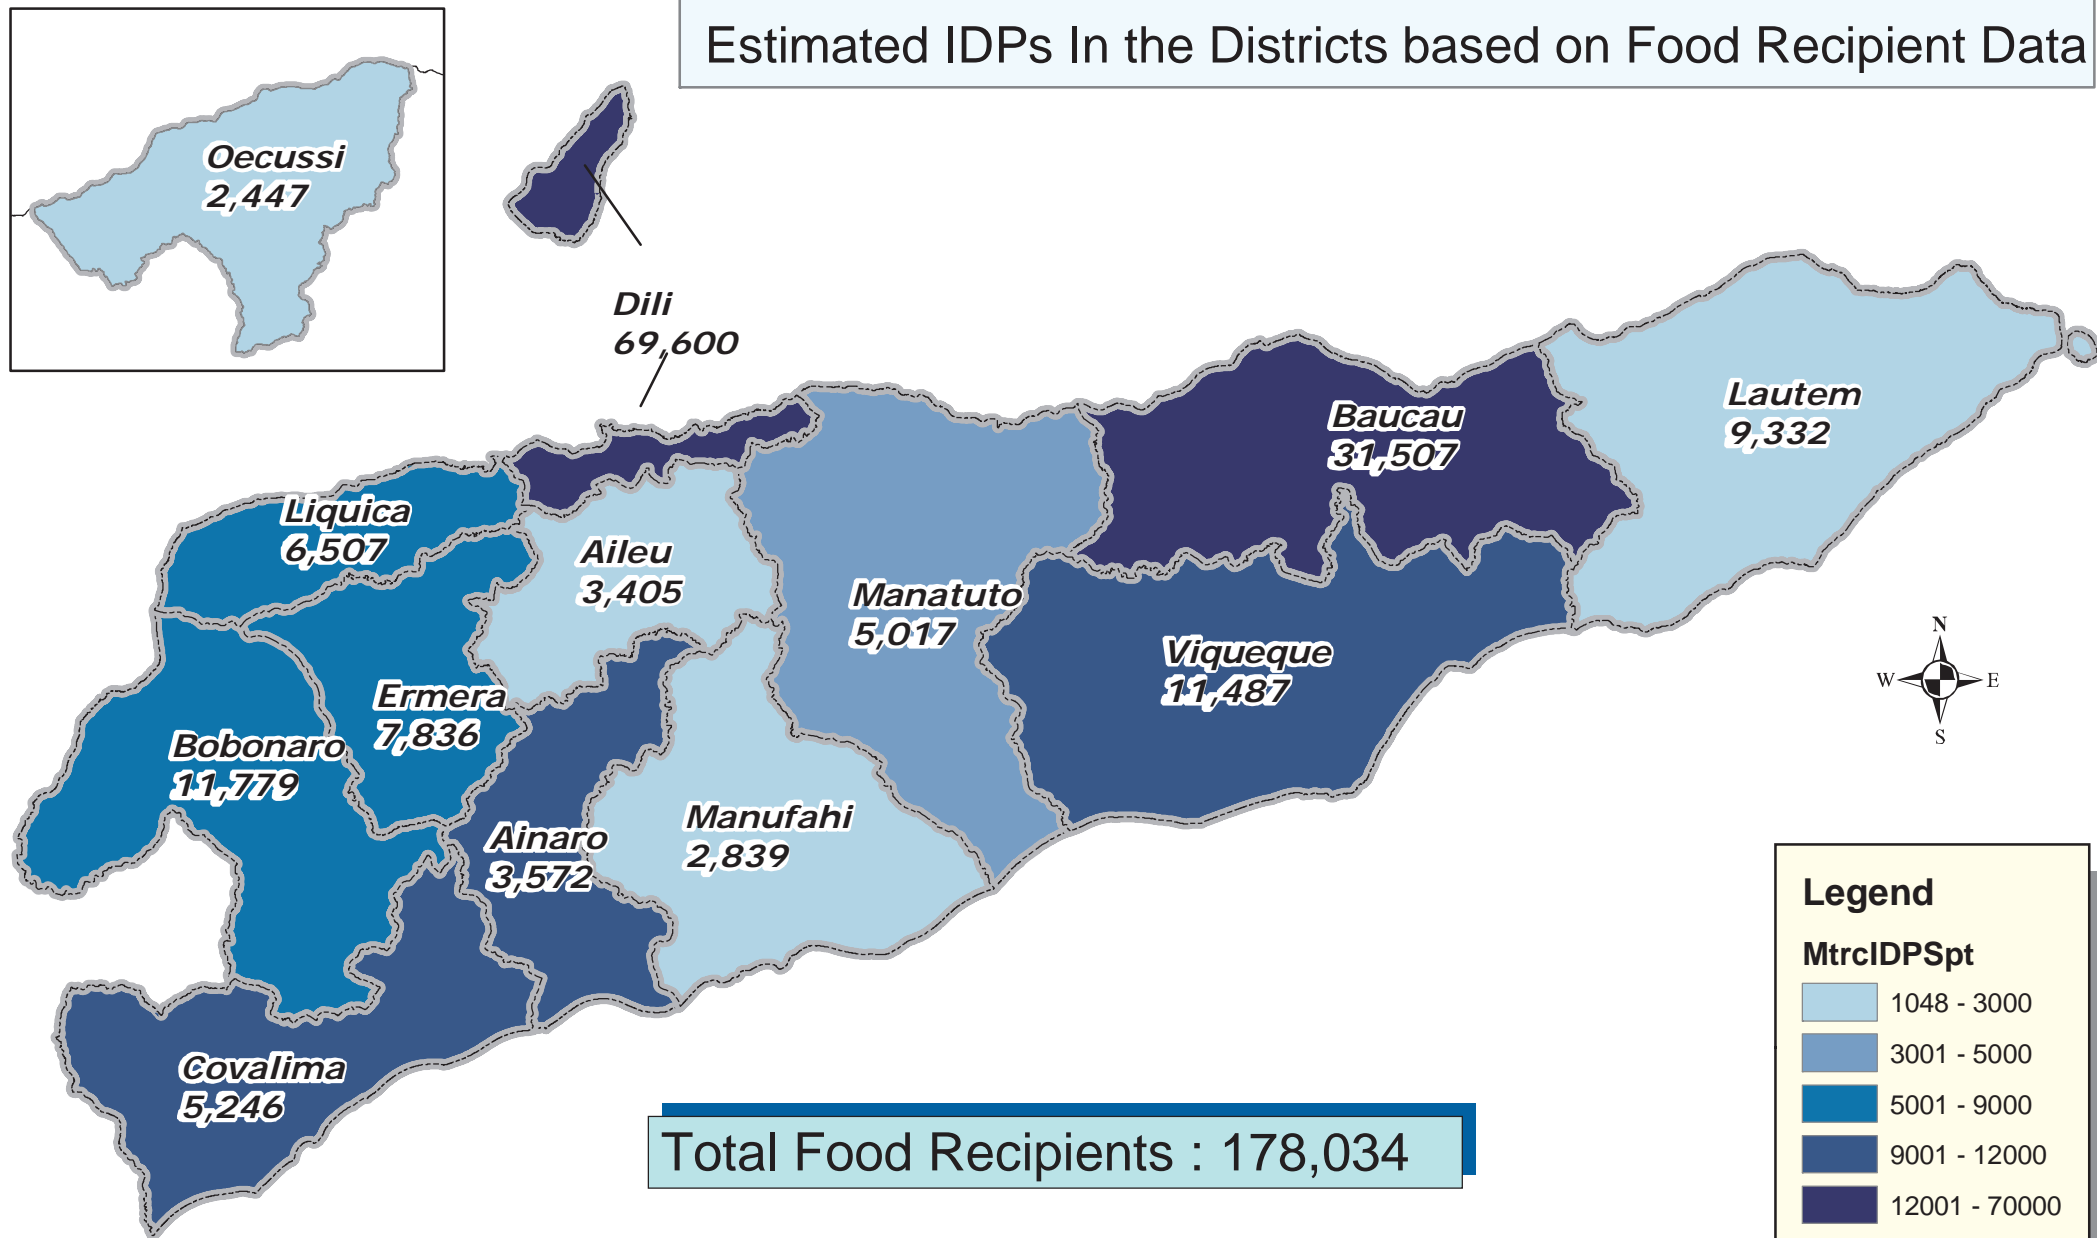 Estimated IDPs In the Districts based on Food Recipient Data
Oecussi
2,447
Dili
69,600
Lautem
9,332
Baucau
31,507
Liquica
6,507
Aileu
3,405
Manatuto
5,017
Viqueque
11,487
Ermera
7,836
Bobonaro
11,779
Ainaro
3,572
Manufahi
2,839
Covalima
5,246
N
W
E
S
Total Food Recipients : 178,034
Legend
MtrcIDPSpt
1048 - 3000
3001 - 5000
5001 - 9000
9001 - 12000
12001 - 70000